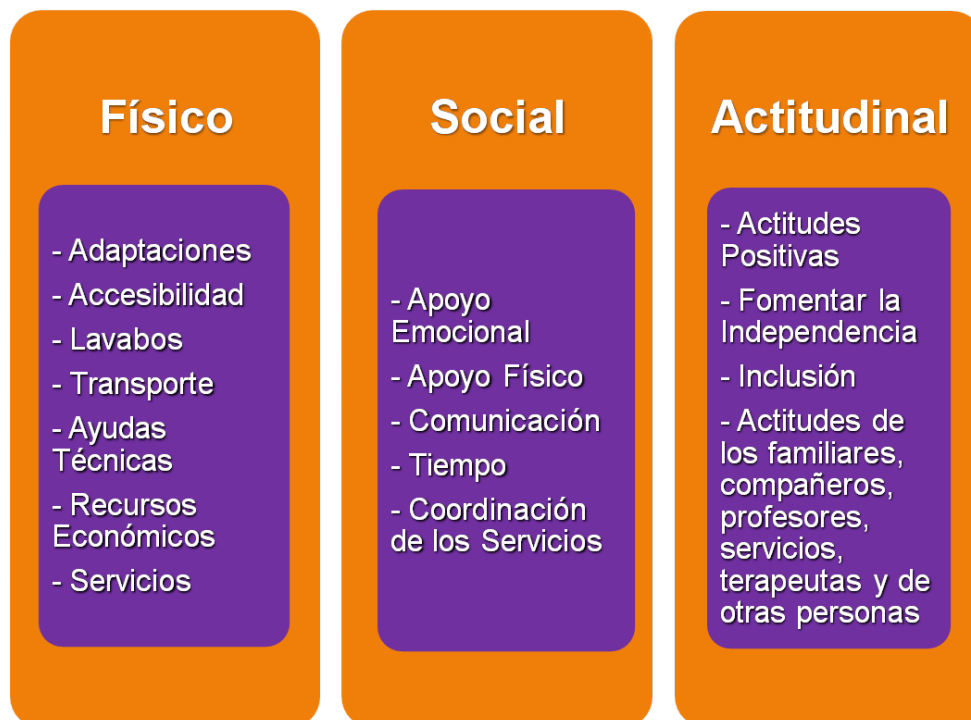 Físico
- Adaptaciones
- Accesibilidad
- Lavabos
- Transporte
- Ayudas
Técnicas
- Recursos
Económicos
- Servicios
Social
- Apoyo
Emocional
- Apoyo Físico
- Comunicación
- Tiempo
- Coordinación
de los Servicios
Actitudinal
- Actitudes
Positivas
- Fomentar la
Independencia
- Inclusión
- Actitudes de
los familiares,
compañeros,
profesores,
servicios,
terapeutas y de
otras personas